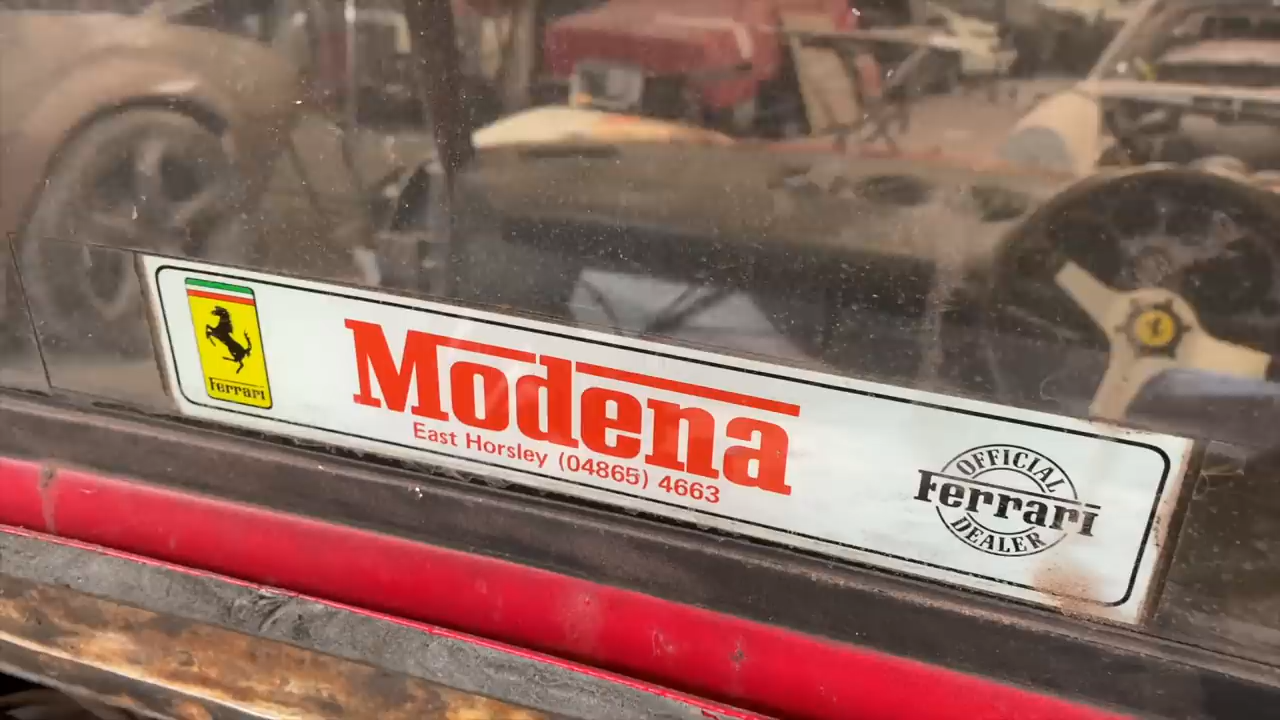 Ferrari
Modena
East Horsley (04865) 4663
OFFICIAL
Ferrari
DEALER